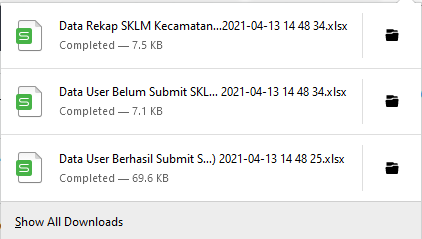 Data Rekap SKLM Kecamatan...2021-04-13 14 48 34.xlsx
Completed — 7.5 KB
Data User Belum Submit SKL... 2021-04-13 14 48 34.xlsx
Completed — 7.1 KB
Data User Berhasil Submit S...) 2021-04-13 14 48 25.xlsx
Completed — 69.6 KB
Show All Downloads